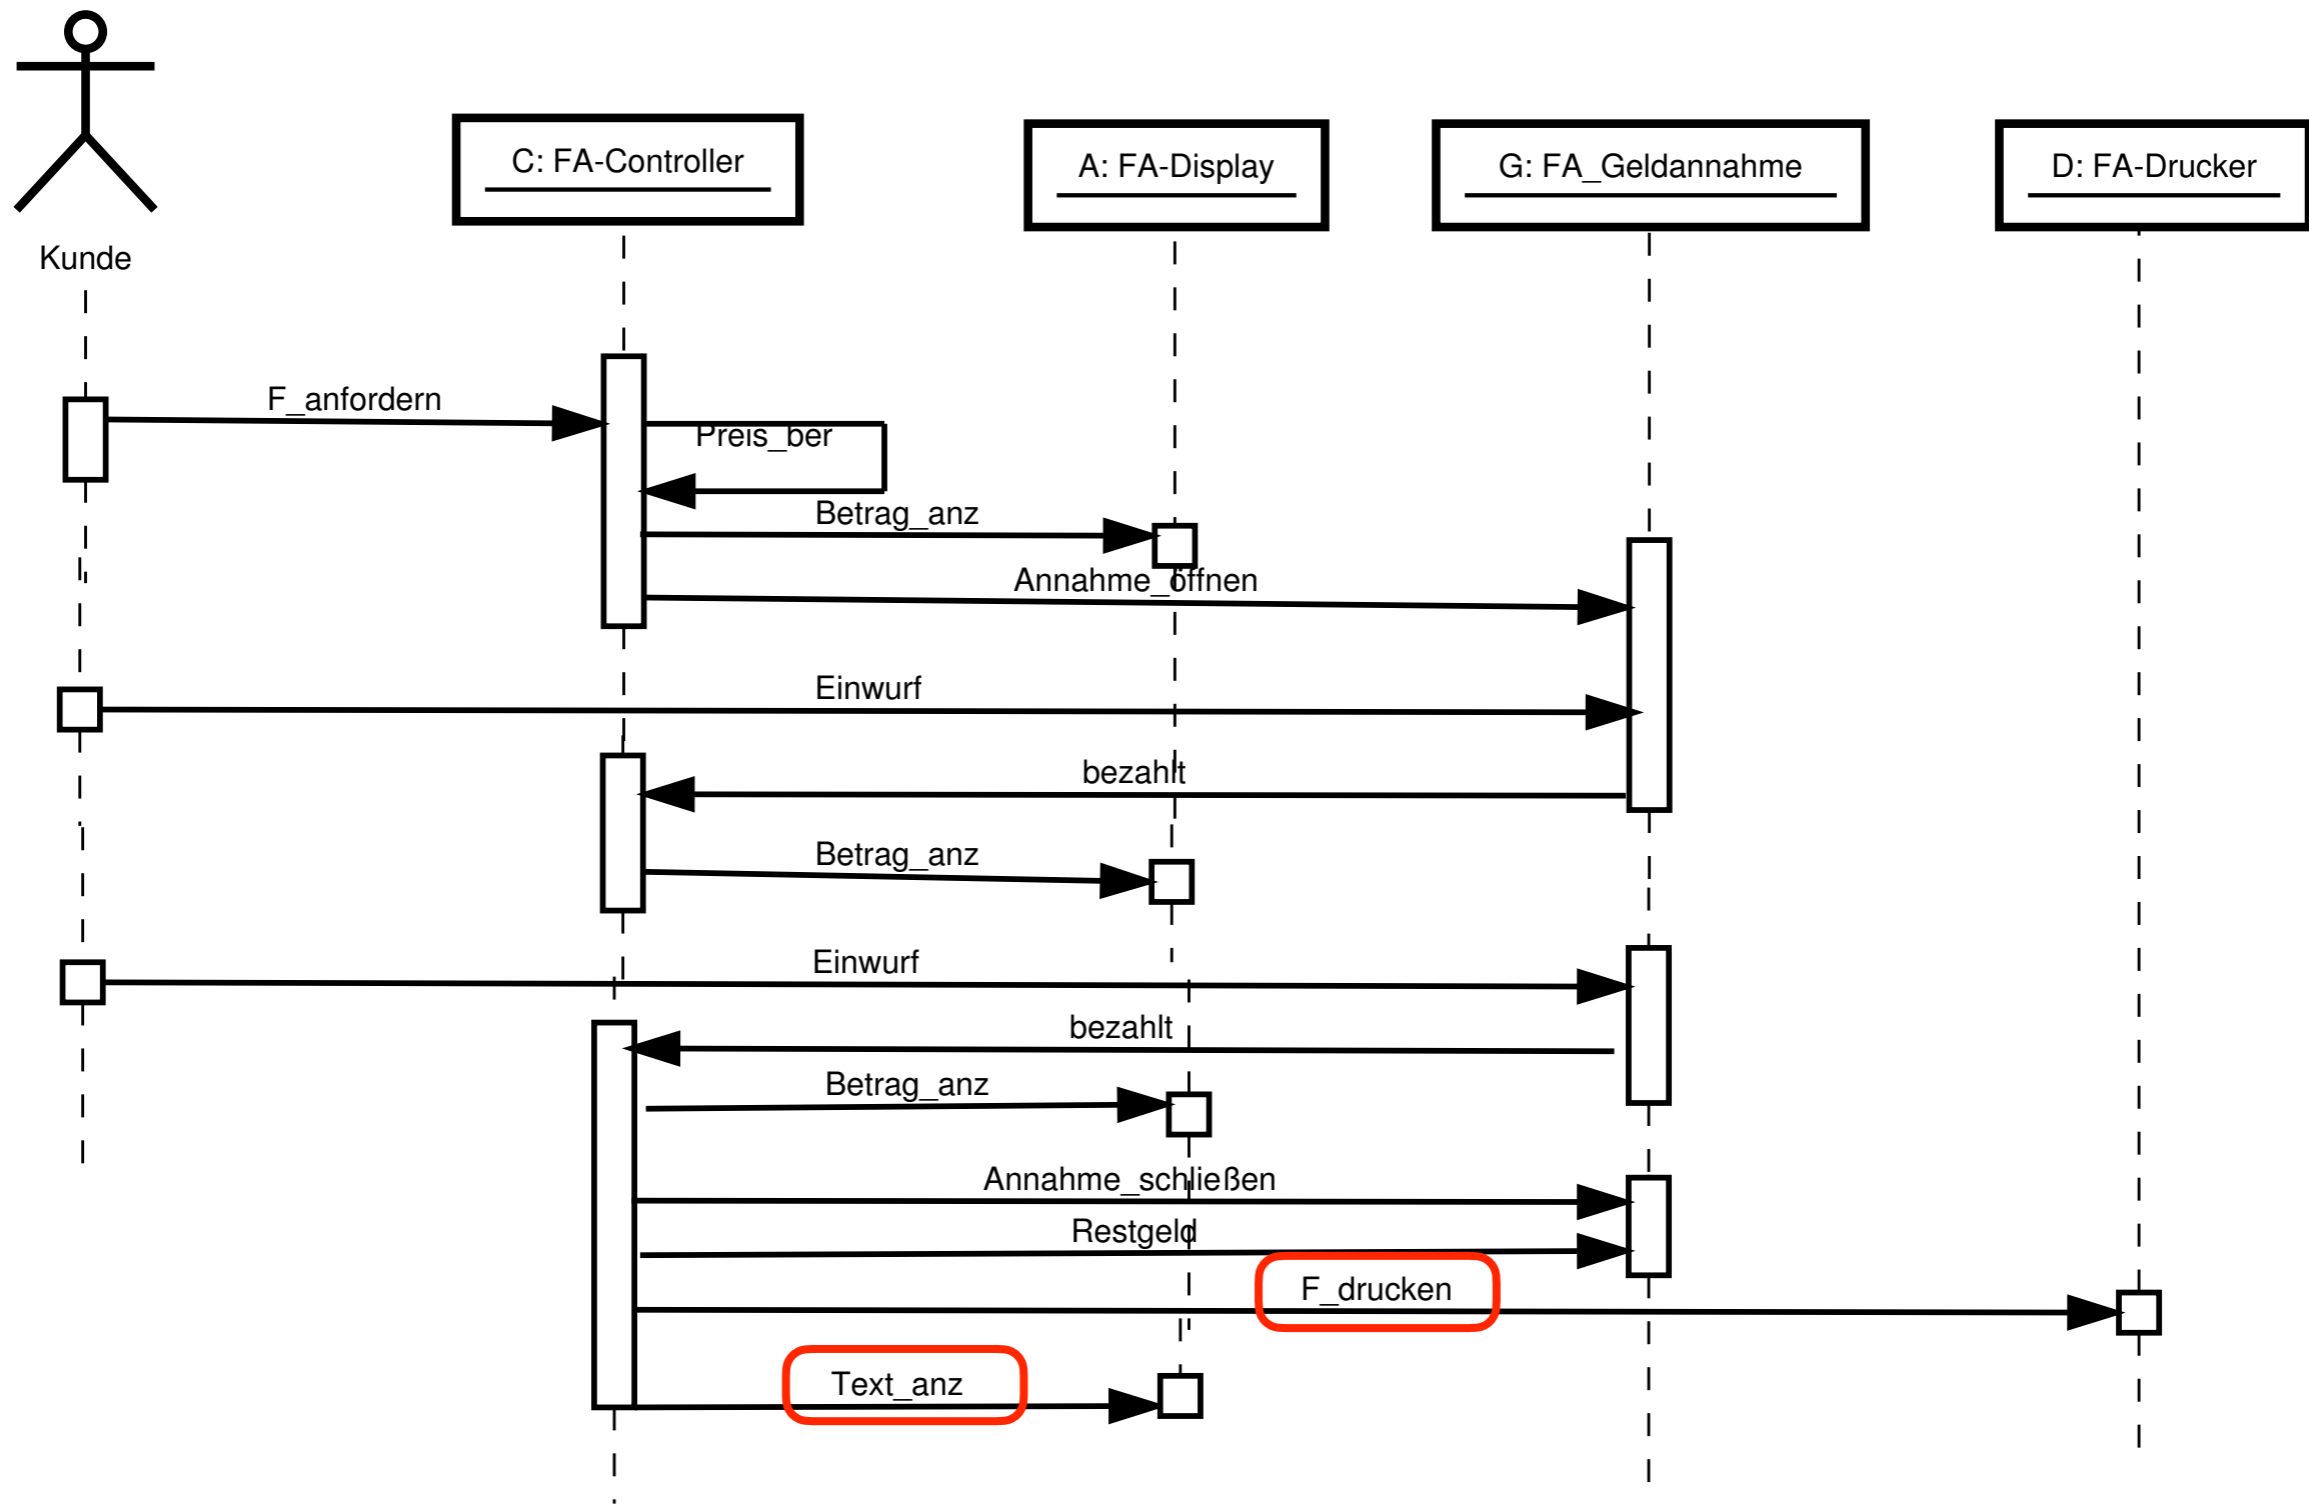 C: FA-Controller
A: FA-Display
G: FA_Geldannahme
D: FA-Drucker
Kunde
F_anfordern
Preis_ber
Betrag_anz
Annahme_öffnen
Einwurf
bezahlt
Betrag_anz
Einwurf
bezahlt
Betrag_anz
Annahme_schließen
Restgeld
F_drucken
Text_anz